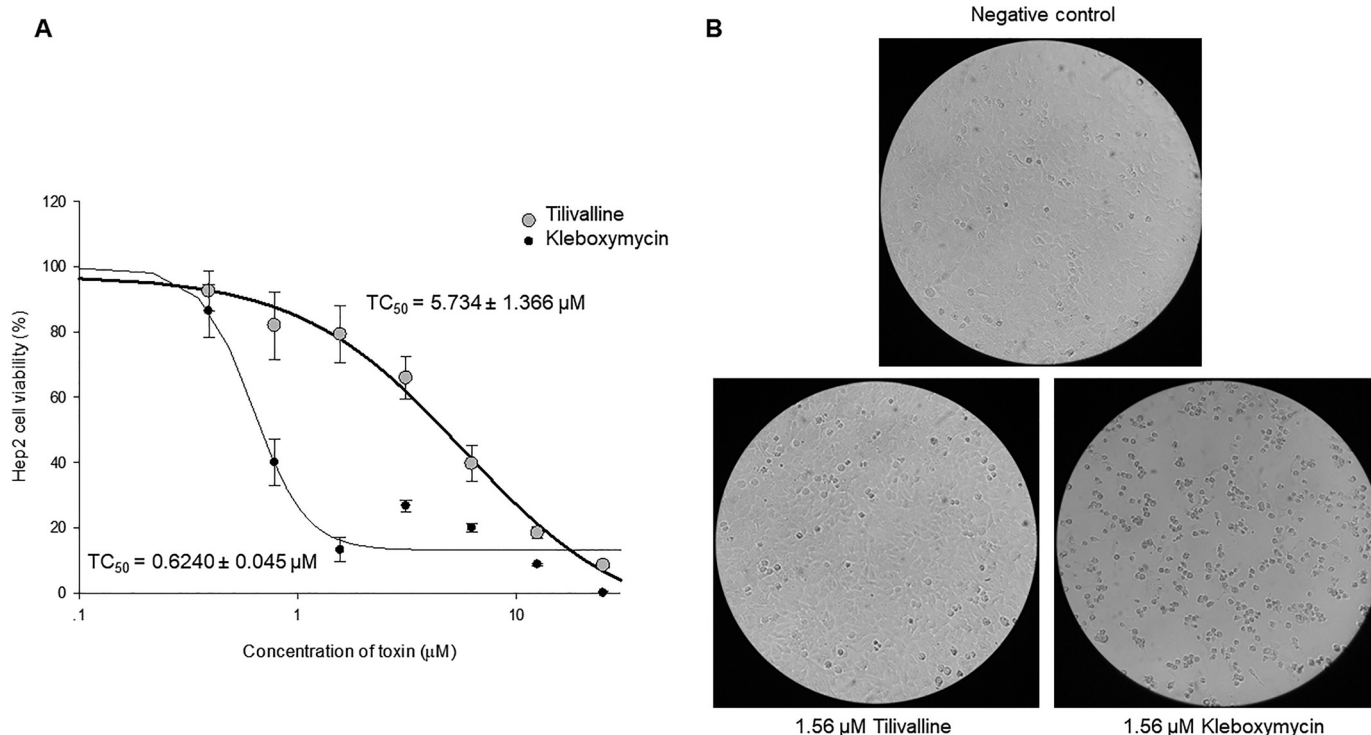 A
B
Negative control
Tilivalline
Kleboxymycin
TC50 = 5.734 ± 1.366 µM
TC50 = 0.6240 ± 0.045 µM
Hep2 cell viability (%)
120
100
80
60
40
20
0
.1
1
10
Concentration of toxin (µM)
1.56 µM Tilivalline
1.56 µM Kleboxymycin